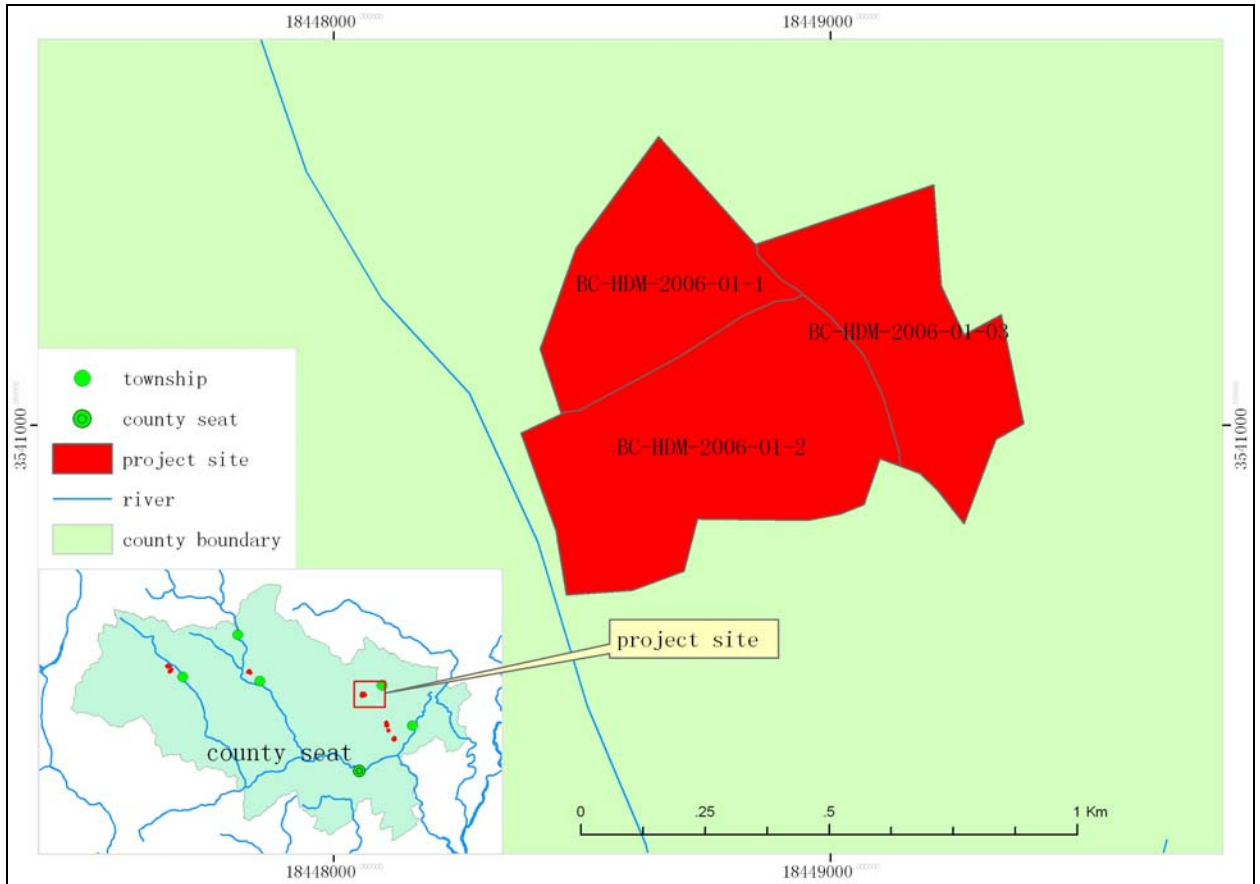 18448000
18449000
BC-HDM-2006-01-1
BC-HDM-2006-01-03
township
county seat
project site
river
county boundary
3541000
3541000
BC-HDM-2006-01-2
project site
county seat
0 .25 .5 1 Km
18448000
18449000